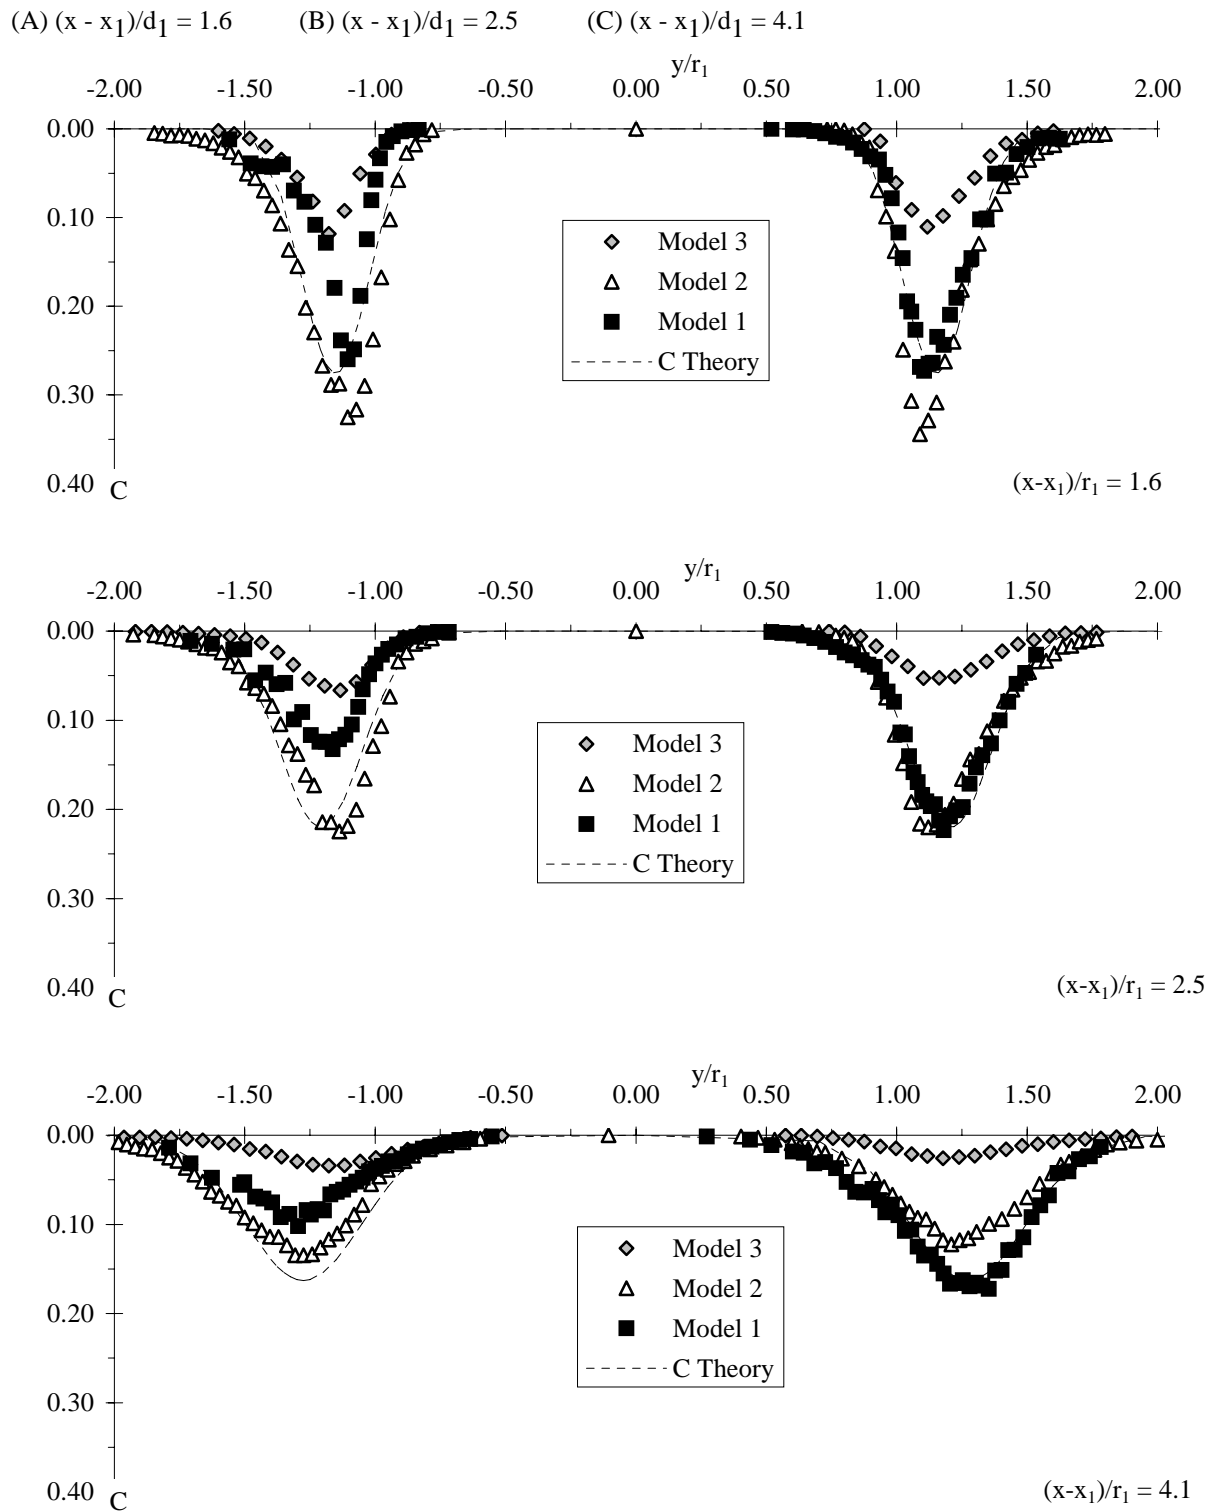 (A) (x - x1)/d1 = 1.6 (B) (x - x1)/d1 = 2.5 (C) (x - x1)/d1 = 4.1
y/r1
-2.00 -1.50 -1.00 -0.50 0.00 0.50 1.00 1.50 2.00
0.00
0.10
0.20
0.30
0.40
C
Model 3
Model 2
Model 1
C Theory
(x-x1)/r1 = 1.6
y/r1
-2.00 -1.50 -1.00 -0.50 0.00 0.50 1.00 1.50 2.00
0.00
0.10
0.20
0.30
0.40
C
Model 3
Model 2
Model 1
C Theory
(x-x1)/r1 = 2.5
y/r1
-2.00 -1.50 -1.00 -0.50 0.00 0.50 1.00 1.50 2.00
0.00
0.10
0.20
0.30
0.40
C
Model 3
Model 2
Model 1
C Theory
(x-x1)/r1 = 4.1